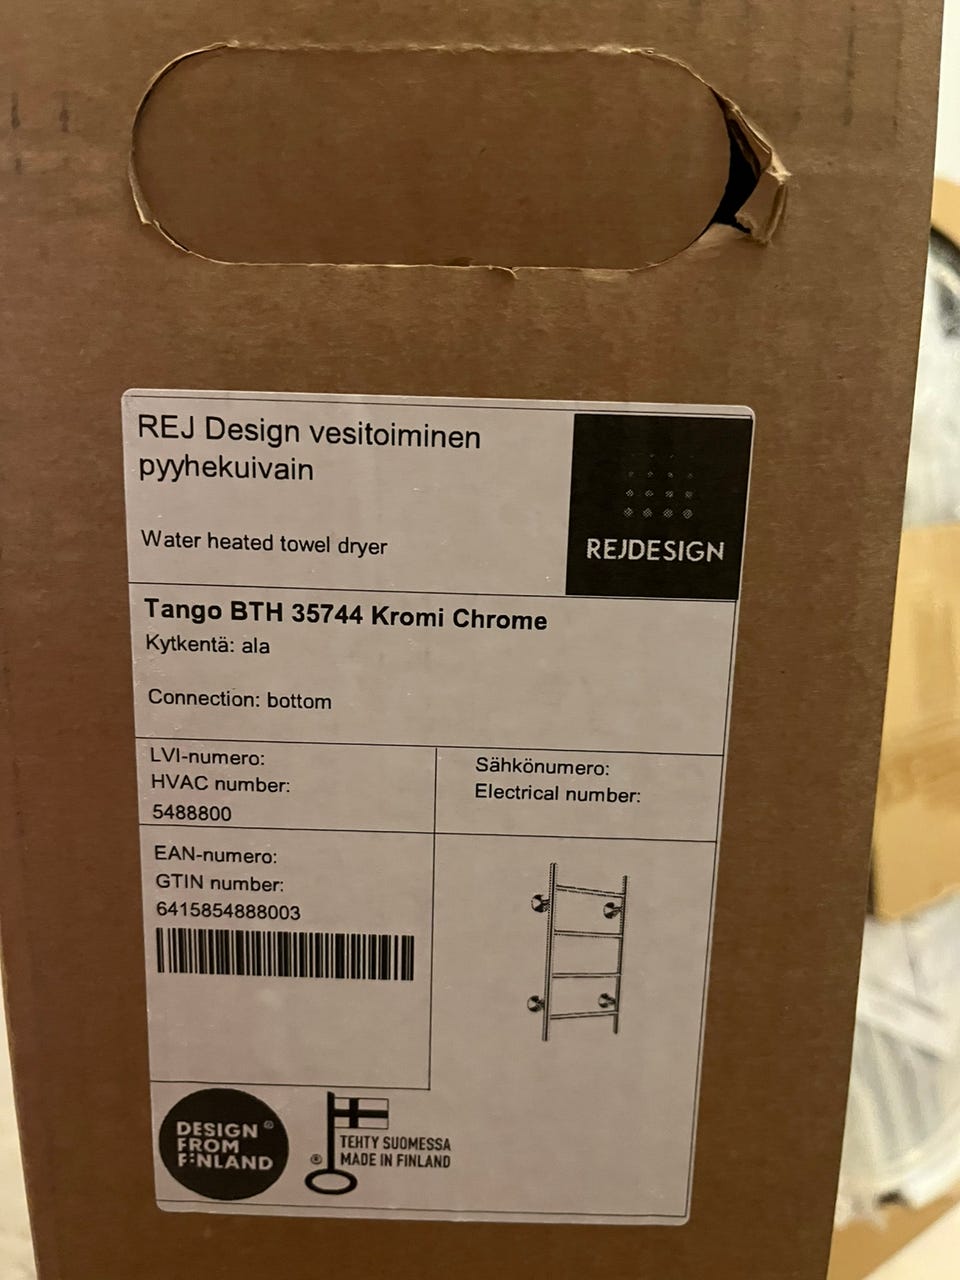 REJ Design vesitoiminen
pyyhekuivain
Water heated towel dryer
REJDESIGN
Tango BTH 35744 Kromi Chrome
Kytkentä: ala
Connection: bottom
LVI-numero:
HVAC number:
5488800
Sähkönumero:
Electrical number:
EAN-numero:
GTIN number:
6415854888003
DESIGN ®
FROM
FINLAND
TEHTY SUOMESSA
® MADE IN FINLAND